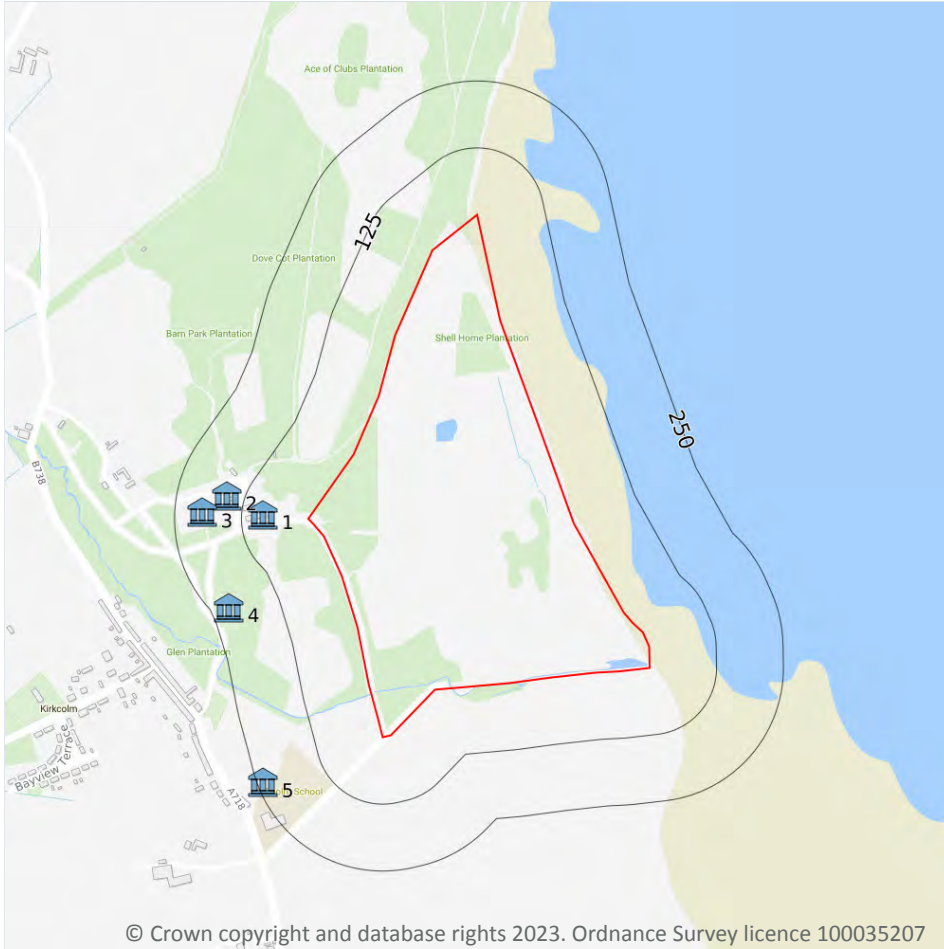 Ace of Clubs Plantation
125
Dove Cot Plantation
Barn Park Plantation
Shell Home Plantation
250
B738
2
3
1
4
Glen Plantation
Kirkcolm
Bayview Terrace
A718
5
School
© Crown copyright and database rights 2023. Ordnance Survey licence 100035207